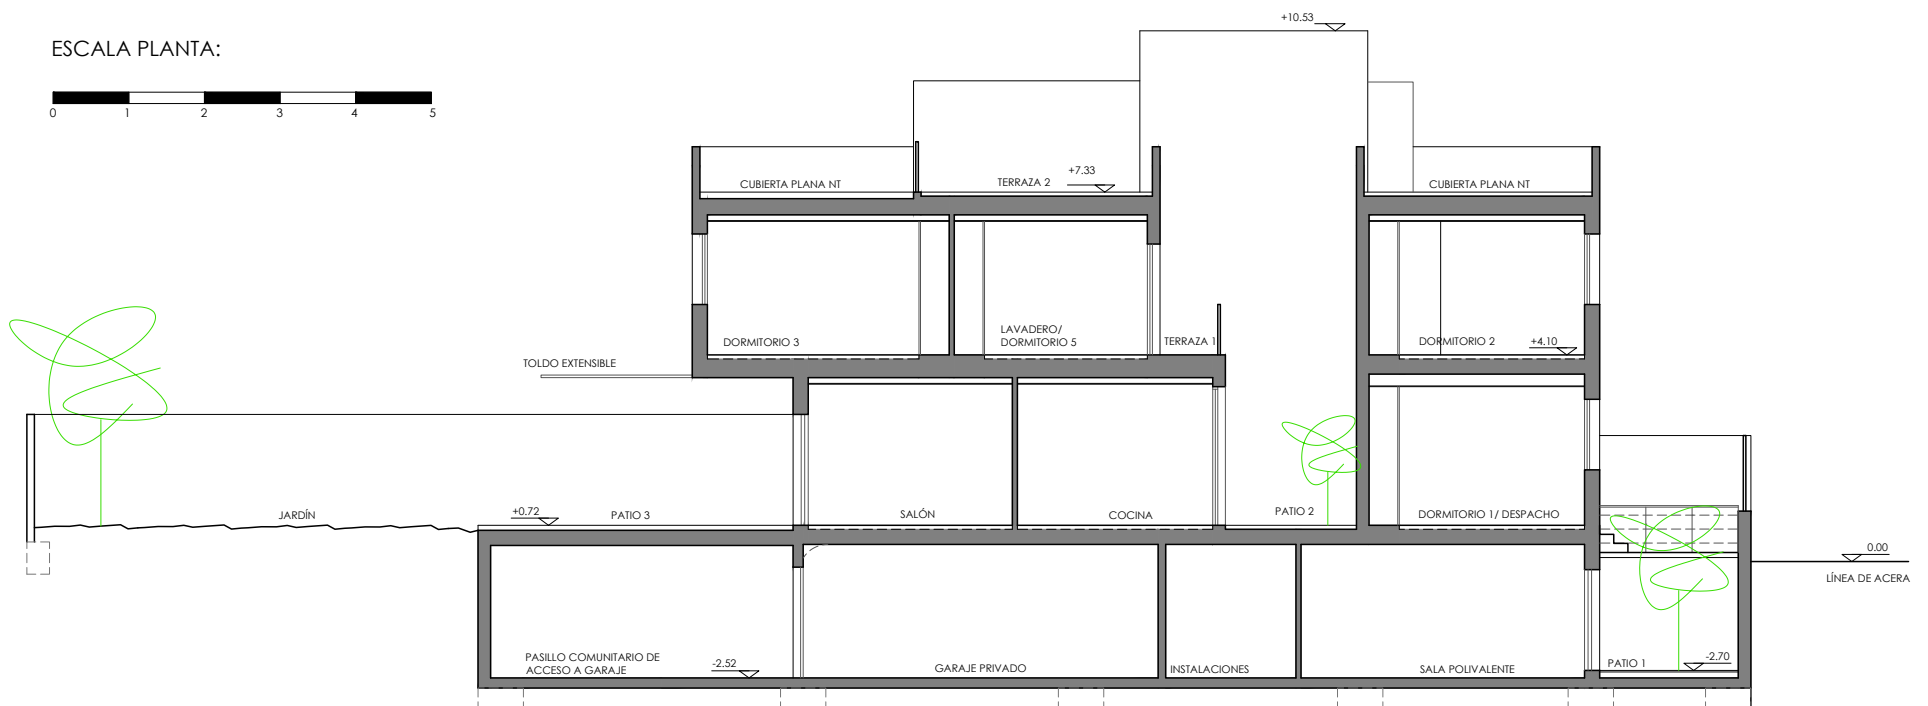 +10.53
ESCALA PLANTA:
0 1 2 3 4 5
+7.33
CUBIERTA PLANA NT
TERRAZA 2
CUBIERTA PLANA NT
LAVADERO/
DORMITORIO 5
DORMITORIO 3
TERRAZA 1
DORMITORIO 2
+4.10
TOLDO EXTENSIBLE
+0.72
JARDÍN
PATIO 3
SALÓN
COCINA
PATIO 2
DORMITORIO 1/ DESPACHO
0.00
LÍNEA DE ACERA
PASILLO COMUNITARIO DE
ACCESO A GARAJE
-2.52
GARAJE PRIVADO
INSTALACIONES
SALA POLIVALENTE
PATIO 1
-2.70